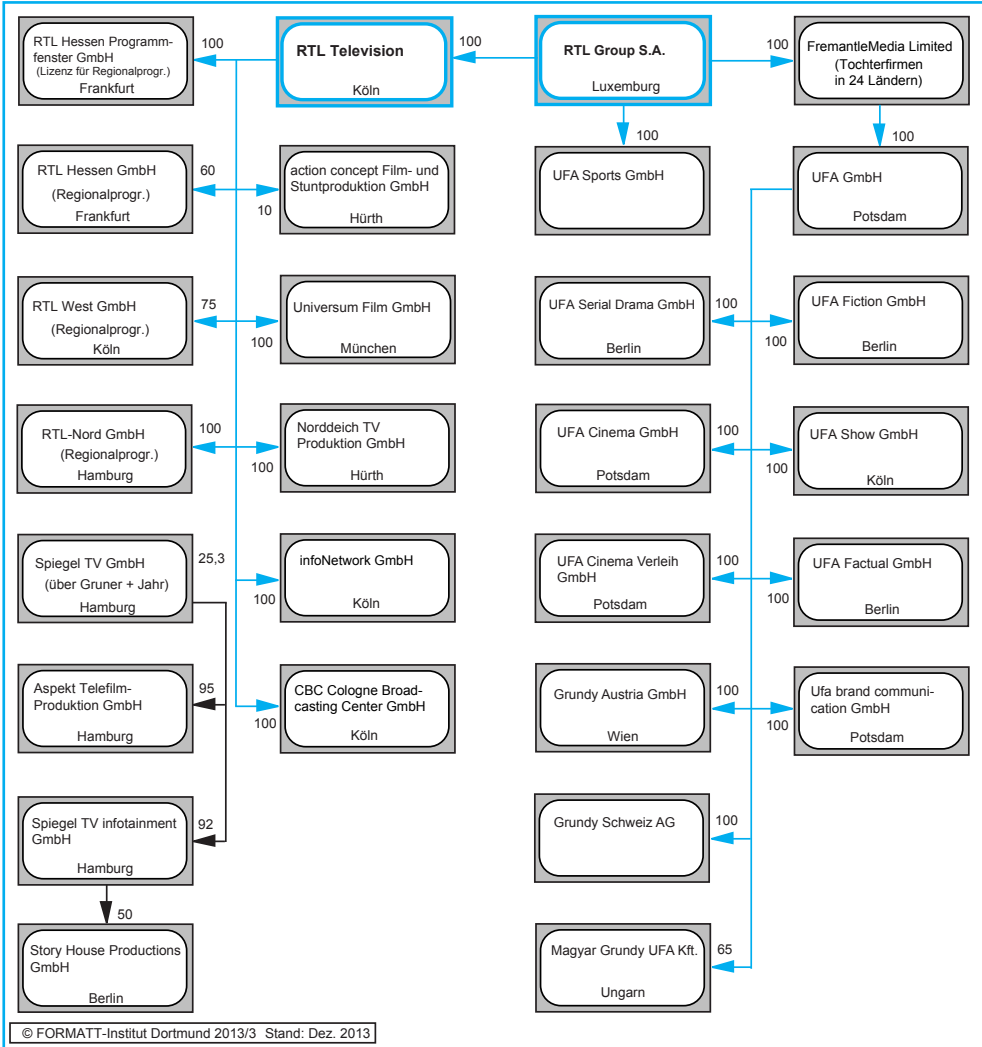 RTL Hessen Programm-
fenster GmbH
(Lizenz für Regionalprogr.)
Frankfurt
100
RTL Television
Köln
100
RTL Group S.A.
Luxemburg
100
FremantleMedia Limited
(Tochterfirmen
in 24 Ländern)
100
100
RTL Hessen GmbH
(Regionalprogr.)
Frankfurt
60
10
action concept Film- und
Stuntproduktion GmbH
Hürth
UFA Sports GmbH
UFA GmbH
Potsdam
RTL West GmbH
(Regionalprogr.)
Köln
75
100
Universum Film GmbH
München
UFA Serial Drama GmbH
Berlin
100
100
UFA Fiction GmbH
Berlin
RTL-Nord GmbH
(Regionalprogr.)
Hamburg
100
100
Norddeich TV
Produktion GmbH
Hürth
UFA Cinema GmbH
Potsdam
100
100
UFA Show GmbH
Köln
Spiegel TV GmbH
(über Gruner + Jahr)
Hamburg
25,3
100
infoNetwork GmbH
Köln
UFA Cinema Verleih
GmbH
Potsdam
100
100
UFA Factual GmbH
Berlin
Aspekt Telefilm-
Produktion GmbH
Hamburg
95
100
CBC Cologne Broad-
casting Center GmbH
Köln
Grundy Austria GmbH
Wien
100
100
Ufa brand communi-
cation GmbH
Potsdam
Spiegel TV infotainment
GmbH
Hamburg
92
Grundy Schweiz AG
100
50
Story House Productions
GmbH
Berlin
Magyar Grundy UFA Kft.
Ungarn
65
© FORMATT-Institut Dortmund 2013/3 Stand: Dez. 2013